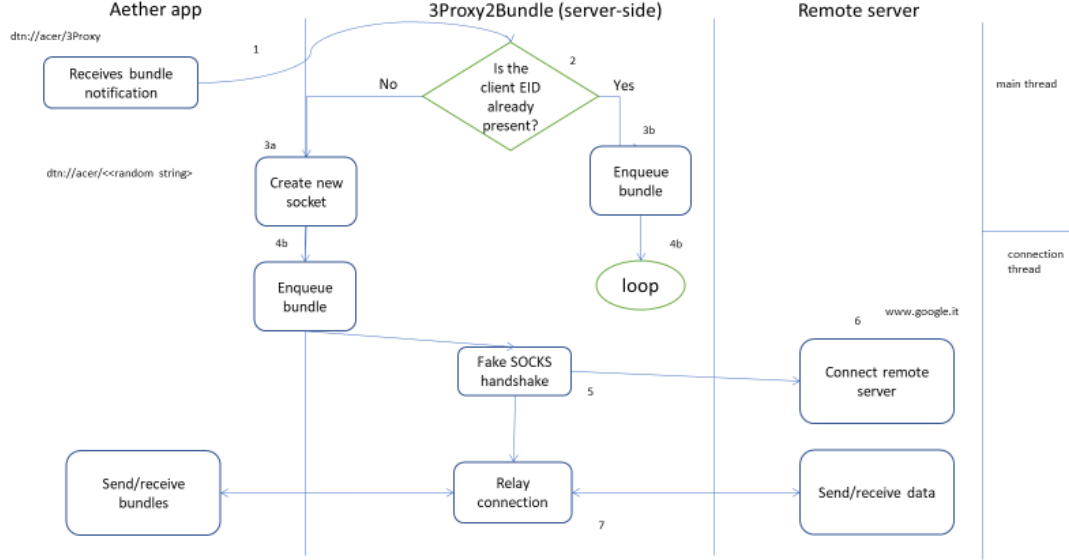 Aether app
3Proxy2Bundle (server-side)
Remote server
dtn://acer/3Proxy
1
Receives bundle
notification
2
Is the
client EID
already
present?
No
Yes
main thread
3a
3b
dtn://acer/<<random string>
Create new
socket
Enqueue
bundle
4b
4b
connection
thread
Enqueue
bundle
loop
www.google.it
6
Fake SOCKS
handshake
5
Connect remote
server
Send/receive
bundles
Relay
connection
Send/receive data
7